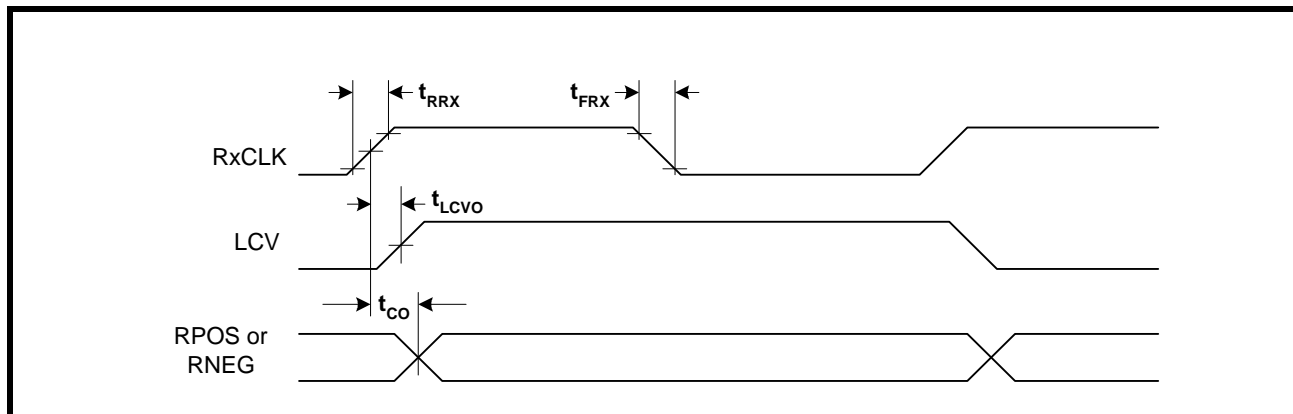 tRRX
tFRX
RxCLK
tLCVO
LCV
tCO
RPOS or
RNEG